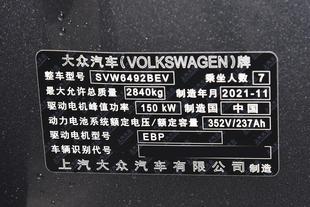 大众汽车(VOLKSWAGEN)牌
整车型号 SVW6492BEV 乘坐人数 7
最大允许总质量 2840kg 制造年月 2021-11
驱动电机峰值功率 150 kW 制造国 中国
动力电池系统额定电压/额定容量 352V/237Ah
驱动电机型号 EBP
车辆识别代号
上汽大众汽车有限公司 制造